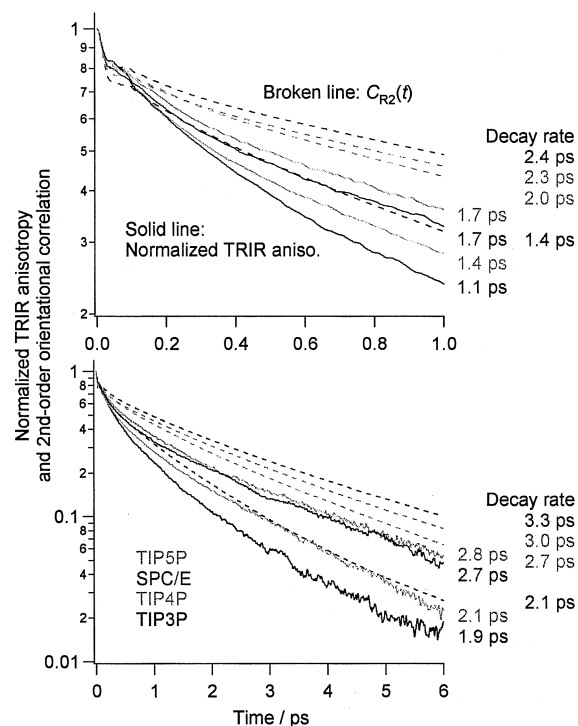 Normalized TRIR anisotropy
and 2nd-order orientational correlation
1
9
8
7
6
5
4
3
2
Broken line: C_R2(t)
Solid line:
Normalized TRIR aniso.
Decay rate
2.4 ps
2.3 ps
2.0 ps
1.7 ps
1.7 ps 1.4 ps
1.4 ps
1.1 ps
0.0 0.2 0.4 0.6 0.8 1.0
1
8
6
4
2
0.1
8
6
4
2
0.01
TIP5P
SPC/E
TIP4P
TIP3P
Decay rate
3.3 ps
3.0 ps
2.8 ps 2.7 ps
2.7 ps
2.1 ps
2.1 ps
1.9 ps
0 1 2 3 4 5 6
Time / ps